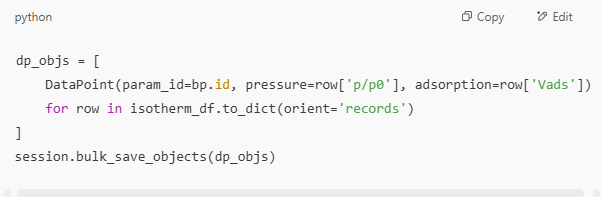 python
Copy
Edit
dp_objs = [
    DataPoint(param_id=bp.id, pressure=row['p/p0'], adsorption=row['Vads'])
    for row in isotherm_df.to_dict(orient='records')
]
session.bulk_save_objects(dp_objs)